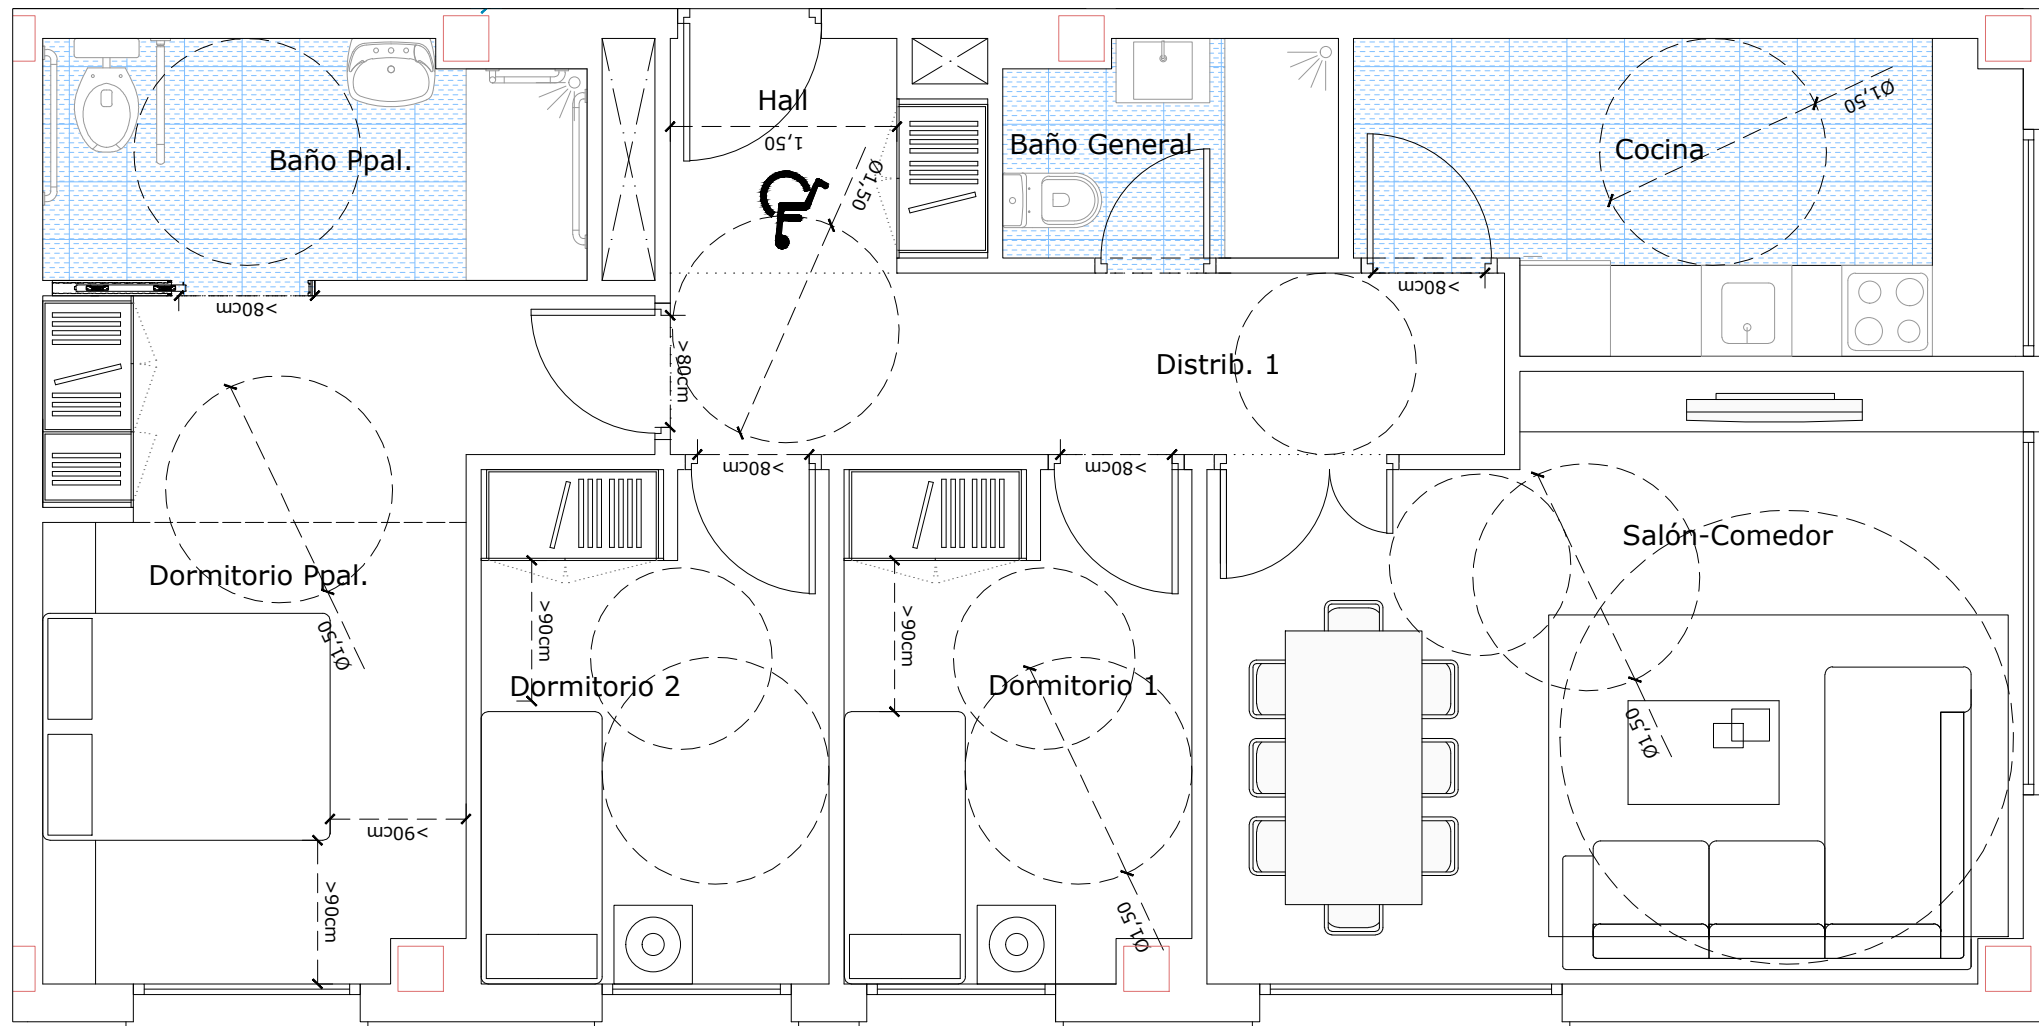 Hall
1,50
Ø1,50
Baño Ppal.
Baño General
Cocina
Ø1,50
>80cm
>80cm
>80cm
Distrib. 1
>80cm
>80cm
Salón-Comedor
Dormitorio Ppal.
Ø1,50
>90cm
Dormitorio 2
>90cm
Dormitorio 1
Ø1,50
>90cm
>90cm
Ø1,50